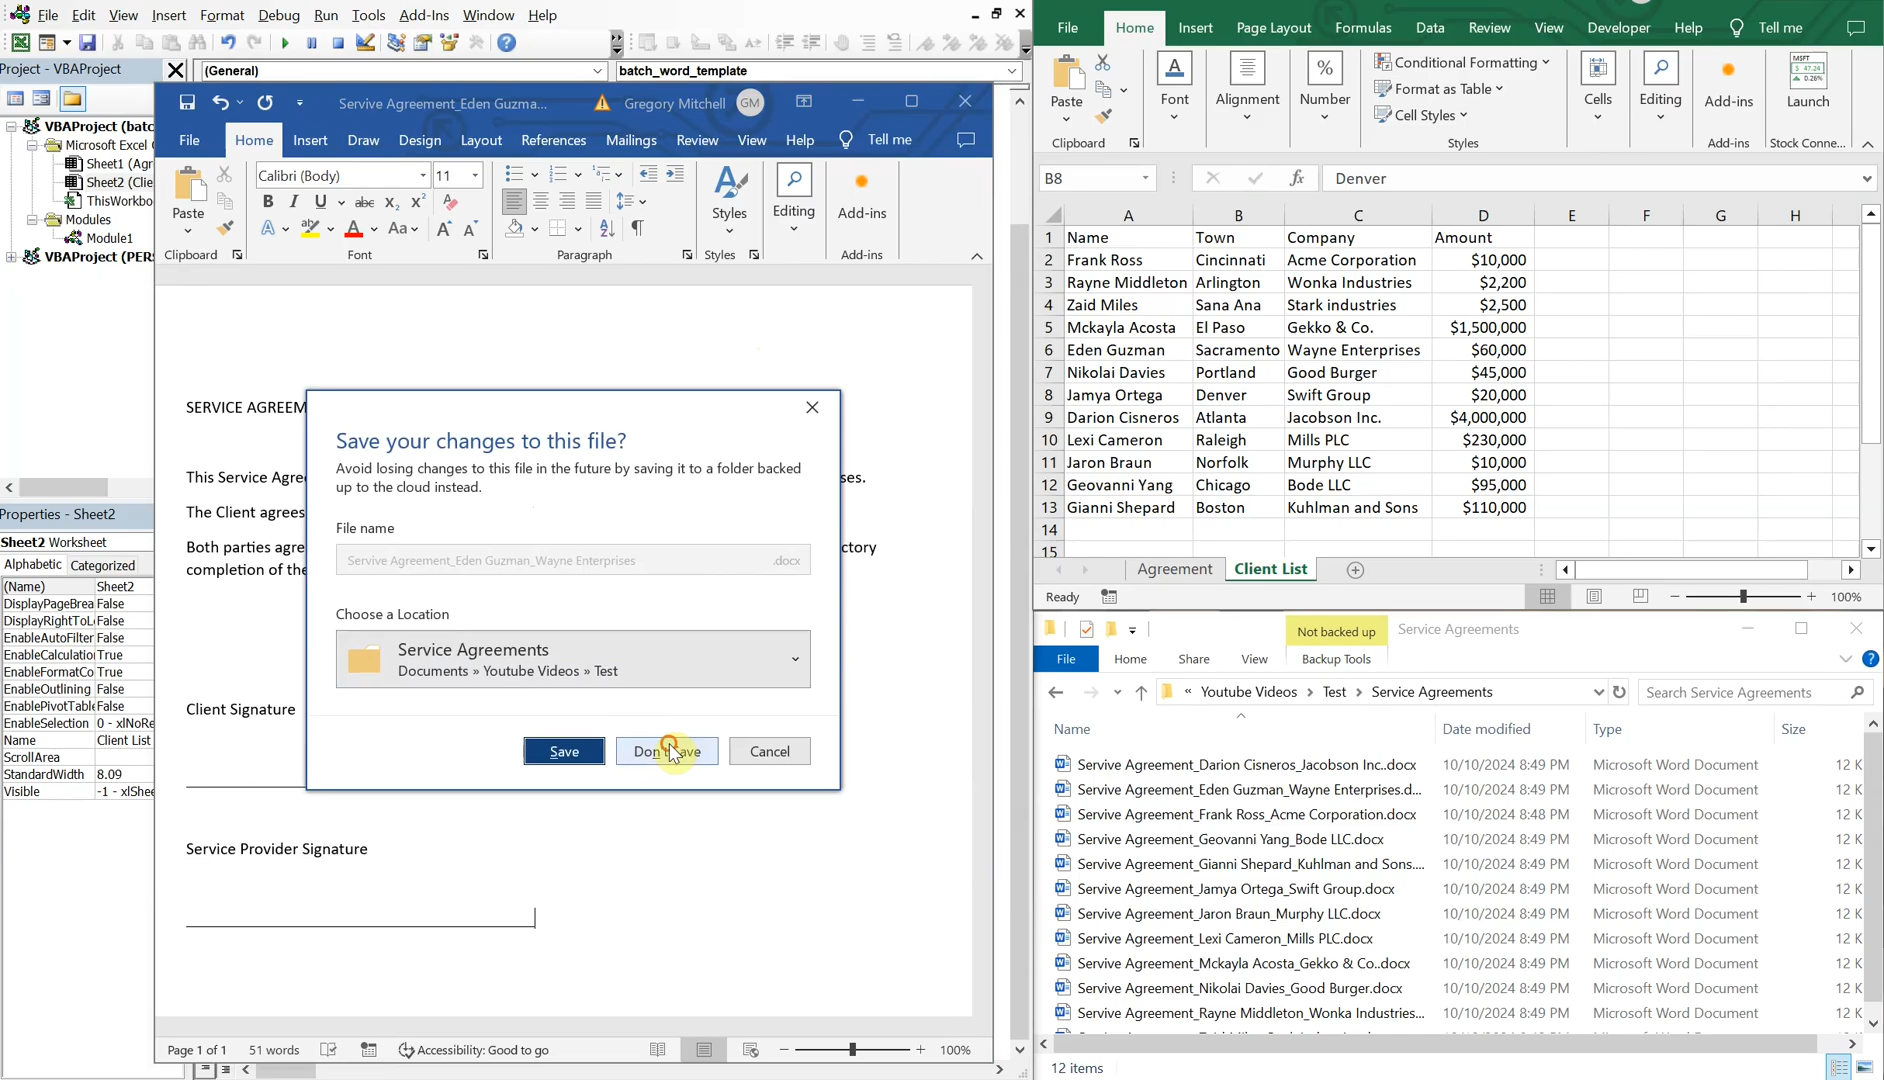 File Edit View Insert Format Debug Run Tools Add-Ins Window Help
Project - VBAProject
(General)
batch_word_template
VBAProject (batc
Microsoft Excel
Sheet1 (Agr
Sheet2 (Clie
ThisWorkbo
Modules
Module1
VBAProject (PERS
Properties - Sheet2
Sheet2 Worksheet
Alphabetic Categorized
(Name) Sheet2
DisplayPageBrea False
DisplayRightToL False
EnableAutoFilter False
EnableCalculatio True
EnableFormatCo True
EnableOutlining False
EnablePivotTabl False
EnableSelection 0 - xlNoRe
Name Client List
ScrollArea
StandardWidth 8.09
Visible -1 - xlShee
Servive Agreement_Eden Guzma...
Gregory Mitchell GM
File Home Insert Draw Design Layout References Mailings Review View Help Tell me
Paste
Calibri (Body) 11
Styles
Editing
Add-ins
Clipboard Font Paragraph Styles Add-ins
SERVICE AGREEM
This Service Agre
ses.
The Client agrees
Both parties agre
ctory
completion of the
Client Signature
Service Provider Signature
Save your changes to this file?
Avoid losing changes to this file in the future by saving it to a folder backed
up to the cloud instead.
File name
Servive Agreement_Eden Guzman_Wayne Enterprises .docx
Choose a Location
Service Agreements
Documents » Youtube Videos » Test
Save
Cancel
Page 1 of 1 51 words Accessibility: Good to go 100%
File Home Insert Page Layout Formulas Data Review View Developer Help Tell me
Paste Font Alignment Number
Conditional Formatting
Format as Table
Cell Styles
Cells Editing Add-ins Launch
MSFT
$ 47.24
0.26%
Clipboard Styles Add-ins Stock Conne...
B8 fx Denver
A B C D E F G H
1 Name Town Company Amount
2 Frank Ross Cincinnati Acme Corporation $10,000
3 Rayne Middleton Arlington Wonka Industries $2,200
4 Zaid Miles Sana Ana Stark industries $2,500
5 Mckayla Acosta El Paso Gekko & Co. $1,500,000
6 Eden Guzman Sacramento Wayne Enterprises $60,000
7 Nikolai Davies Portland Good Burger $45,000
8 Jamya Ortega Denver Swift Group $20,000
9 Darion Cisneros Atlanta Jacobson Inc. $4,000,000
10 Lexi Cameron Raleigh Mills PLC $230,000
11 Jaron Braun Norfolk Murphy LLC $10,000
12 Geovanni Yang Chicago Bode LLC $95,000
13 Gianni Shepard Boston Kuhlman and Sons $110,000
14
15
Agreement Client List
Ready 100%
Not backed up Service Agreements
File Home Share View Backup Tools
« Youtube Videos > Test > Service Agreements
Search Service Agreements
Name Date modified Type Size
Servive Agreement_Darion Cisneros_Jacobson Inc..docx 10/10/2024 8:49 PM Microsoft Word Document 12 K
Servive Agreement_Eden Guzman_Wayne Enterprises.d... 10/10/2024 8:49 PM Microsoft Word Document 12 K
Servive Agreement_Frank Ross_Acme Corporation.docx 10/10/2024 8:48 PM Microsoft Word Document 12 K
Servive Agreement_Geovanni Yang_Bode LLC.docx 10/10/2024 8:49 PM Microsoft Word Document 12 K
Servive Agreement_Gianni Shepard_Kuhlman and Sons.... 10/10/2024 8:49 PM Microsoft Word Document 12 K
Servive Agreement_Jamya Ortega_Swift Group.docx 10/10/2024 8:49 PM Microsoft Word Document 12 K
Servive Agreement_Jaron Braun_Murphy LLC.docx 10/10/2024 8:49 PM Microsoft Word Document 12 K
Servive Agreement_Lexi Cameron_Mills PLC.docx 10/10/2024 8:49 PM Microsoft Word Document 12 K
Servive Agreement_Mckayla Acosta_Gekko & Co..docx 10/10/2024 8:49 PM Microsoft Word Document 12 K
Servive Agreement_Nikolai Davies_Good Burger.docx 10/10/2024 8:49 PM Microsoft Word Document 12 K
Servive Agreement_Rayne Middleton_Wonka Industries... 10/10/2024 8:49 PM Microsoft Word Document 12 K
12 items